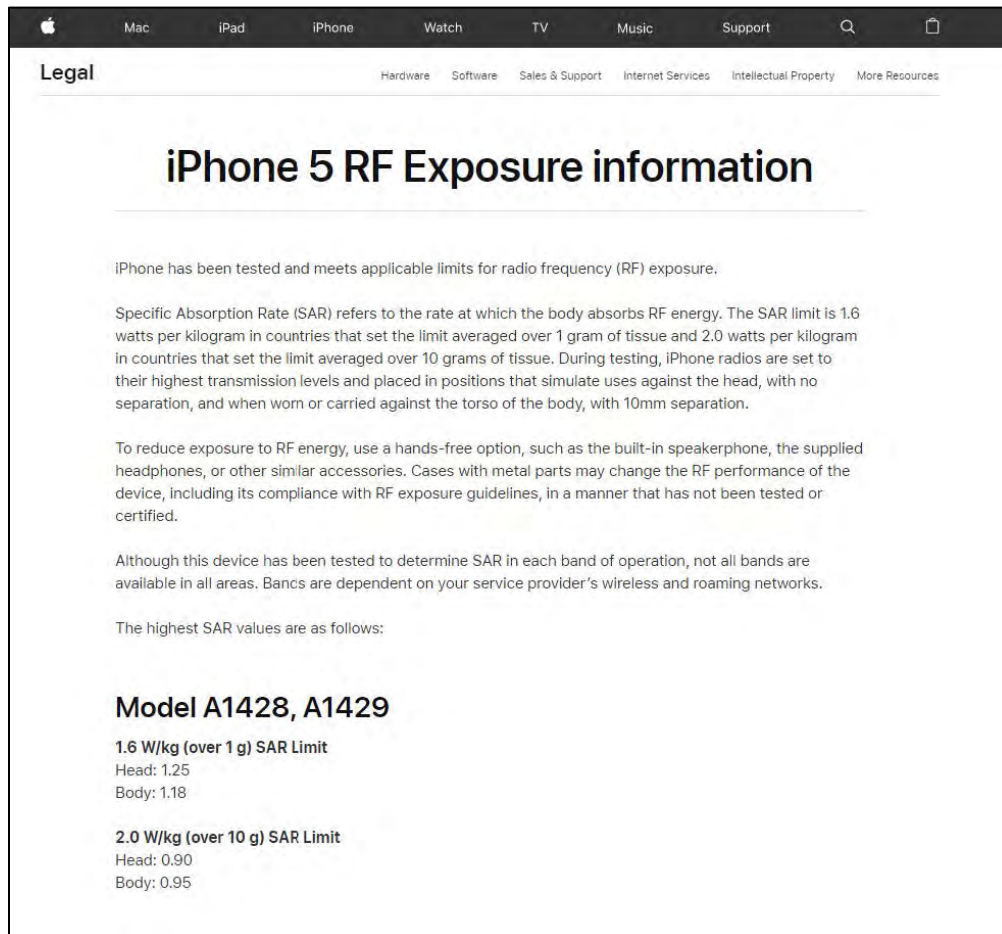 Mac iPad iPhone Watch TV Music Support
Legal
Hardware Software Sales & Support Internet Services Intellectual Property More Resources
iPhone 5 RF Exposure information
iPhone has been tested and meets applicable limits for radio frequency (RF) exposure.
Specific Absorption Rate (SAR) refers to the rate at which the body absorbs RF energy. The SAR limit is 1.6
watts per kilogram in countries that set the limit averaged over 1 gram of tissue and 2.0 watts per kilogram
in countries that set the limit averaged over 10 grams of tissue. During testing, iPhone radios are set to
their highest transmission levels and placed in positions that simulate uses against the head, with no
separation, and when worn or carried against the torso of the body, with 10mm separation.
To reduce exposure to RF energy, use a hands-free option, such as the built-in speakerphone, the supplied
headphones, or other similar accessories. Cases with metal parts may change the RF performance of the
device, including its compliance with RF exposure guidelines, in a manner that has not been tested or
certified.
Although this device has been tested to determine SAR in each band of operation, not all bands are
available in all areas. Bancs are dependent on your service provider's wireless and roaming networks.
The highest SAR values are as follows:
Model A1428, A1429
1.6 W/kg (over 1 g) SAR Limit
Head: 1.25
Body: 1.18
2.0 W/kg (over 10 g) SAR Limit
Head: 0.90
Body: 0.95